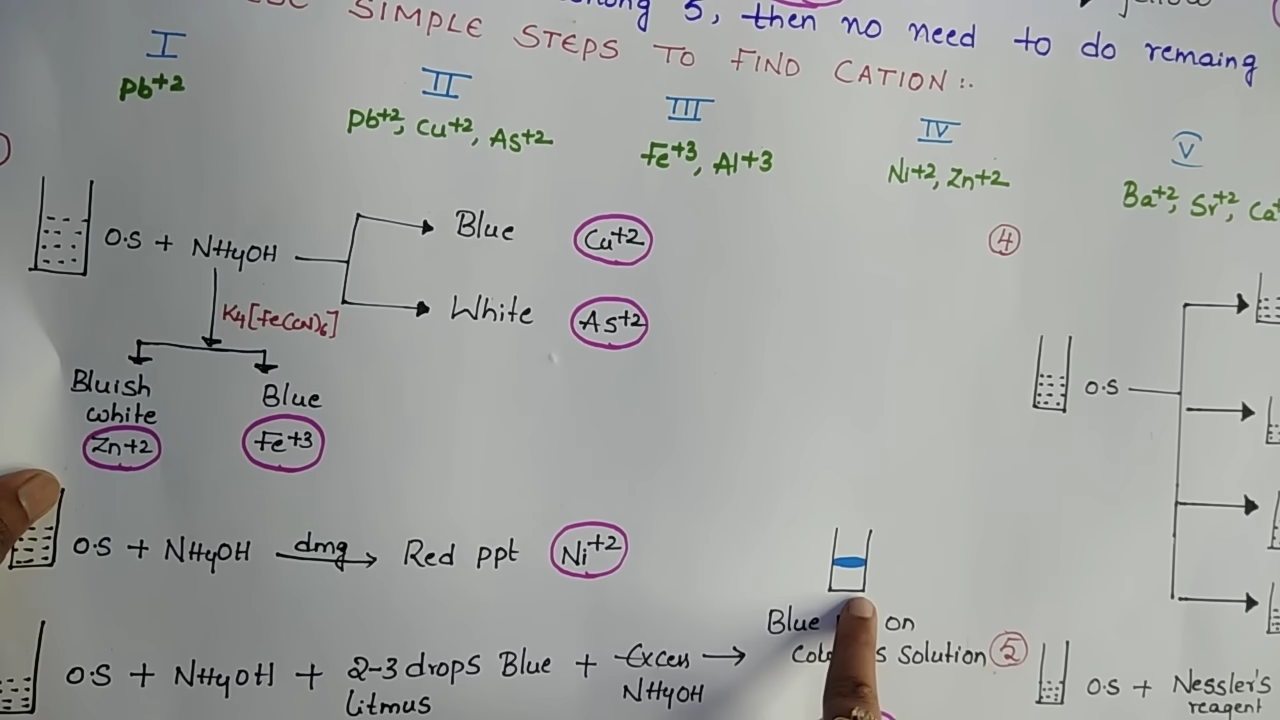 5, then no need to do remaing
SIMPLE STEPS TO FIND CATION:-
I
Pb+2
II
Pb+2, Cu+2, As+2
III
Fe+3, Al+3
IV
Ni+2, Zn+2
V
Ba+2, Sr+2, Ca+
O.S + NH4OH
Blue Cu+2
White As+2
K4[Fe(CN)6]
Bluish
white
Zn+2
Blue
Fe+3
O.S + NH4OH dmg Red ppt Ni+2
O.S + NH4OH + 2-3 drops Blue
litmus
+ Excess
NH4OH
Blue on
Solution
4
O.S
5
O.S + Nessler's
reagent